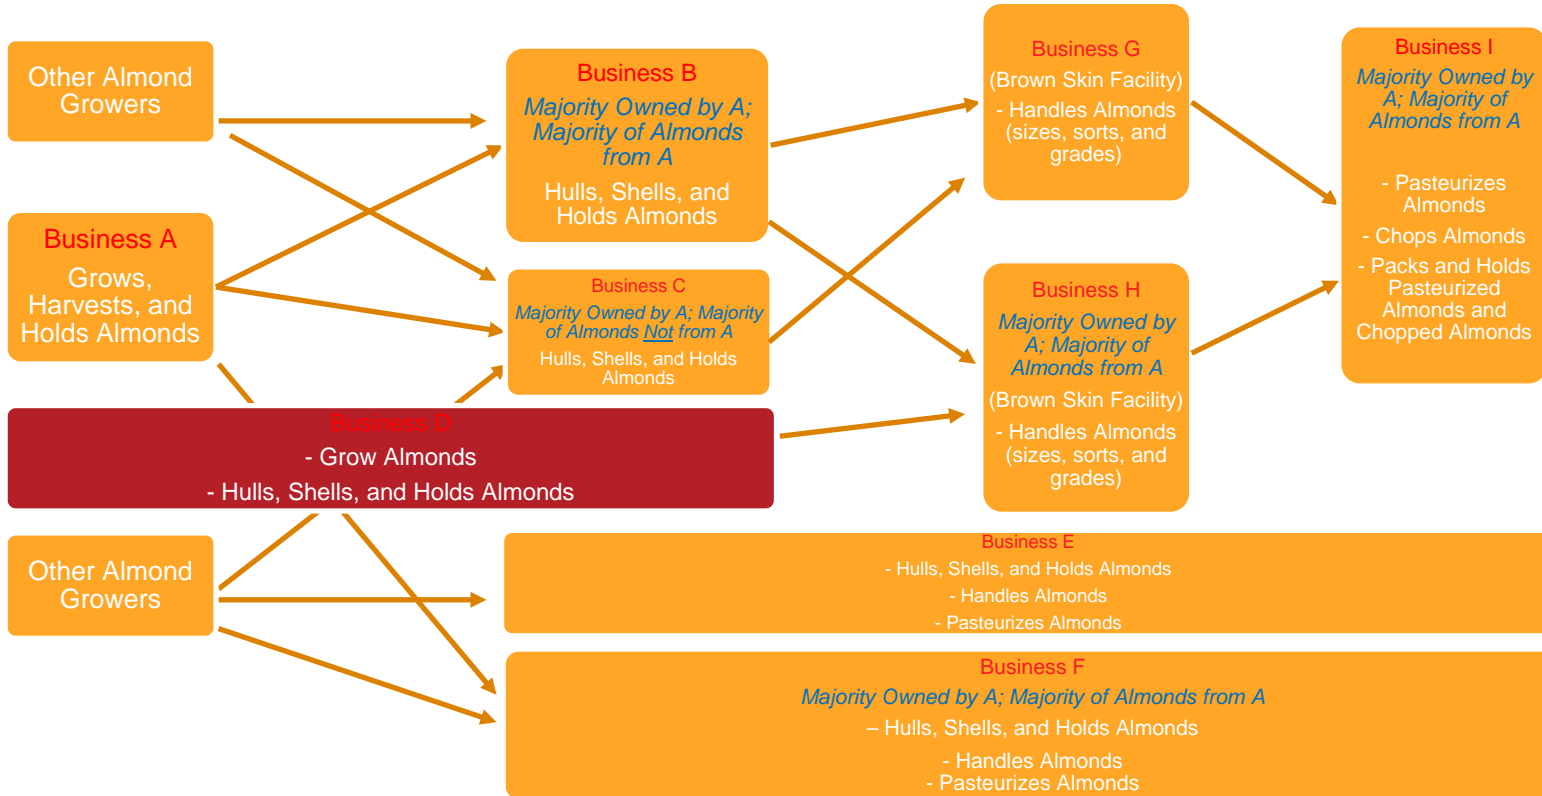 Other Almond
Growers
Business A
Grows,
Harvests, and
Holds Almonds
Business B
Majority Owned by A;
Majority of Almonds
from A
Hulls, Shells, and
Holds Almonds
Business C
Majority Owned by A; Majority
of Almonds Not from A
Hulls, Shells, and Holds
Almonds
Business G
(Brown Skin Facility)
- Handles Almonds
(sizes, sorts, and
grades)
Business H
Majority Owned by
A; Majority of
Almonds from A
(Brown Skin Facility)
- Handles Almonds
(sizes, sorts, and
grades)
Business I
Majority Owned by
A; Majority of
Almonds from A
- Pasteurizes
Almonds
- Chops Almonds
- Packs and Holds
Pasteurized
Almonds and
Chopped Almonds
Business D
- Grow Almonds
- Hulls, Shells, and Holds Almonds
Other Almond
Growers
Business E
- Hulls, Shells, and Holds Almonds
- Handles Almonds
- Pasteurizes Almonds
Business F
Majority Owned by A; Majority of Almonds from A
– Hulls, Shells, and Holds Almonds
- Handles Almonds
- Pasteurizes Almonds